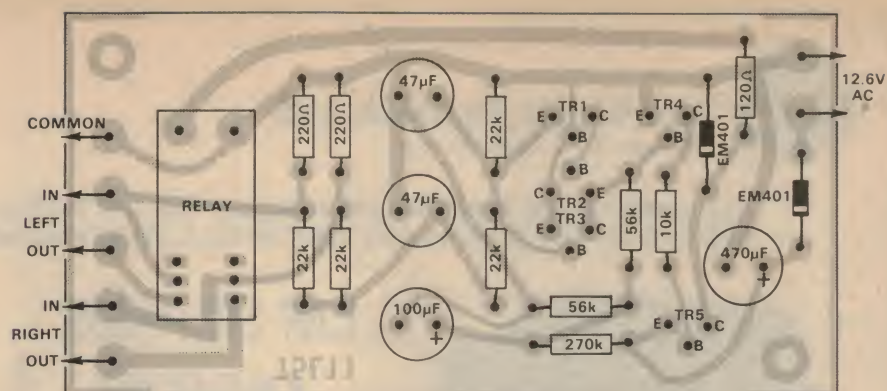 COMMON
IN
LEFT
OUT
IN
RIGHT
OUT
RELAY
220Ω
220Ω
22k
22k
47µF
47µF
100µF
+
22k
22k
E TR1 C
B
B
C E
TR2
TR3
E C
B
E TR4 C
B
56k
10k
56k
270k
E TR5 C
B
EM401
120Ω
EM401
470µF
+
12.6V
AC